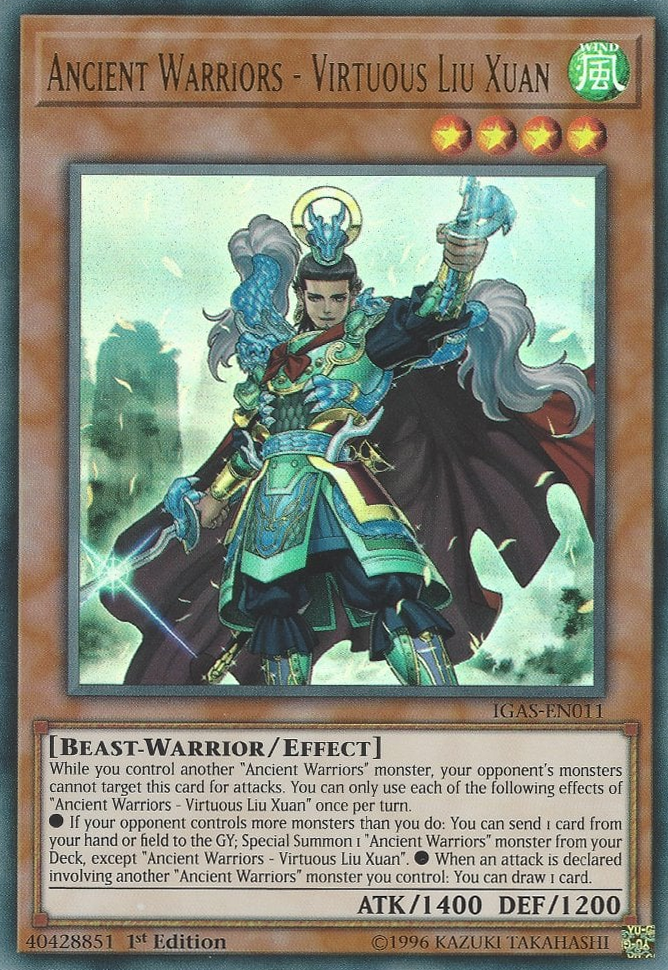 Ancient Warriors - Virtuous Liu Xuan
WIND
風
IGAS-EN011
[Beast-Warrior/Effect]
While you control another "Ancient Warriors" monster, your opponent's monsters
cannot target this card for attacks. You can only use each of the following effects of
"Ancient Warriors - Virtuous Liu Xuan" once per turn.
● If your opponent controls more monsters than you do: You can send 1 card from
your hand or field to the GY; Special Summon 1 "Ancient Warriors" monster from your
Deck, except "Ancient Warriors - Virtuous Liu Xuan". ● When an attack is declared
involving another "Ancient Warriors" monster you control: You can draw 1 card.
ATK/1400 DEF/1200
40428851 1st Edition
©1996 KAZUKI TAKAHASHI